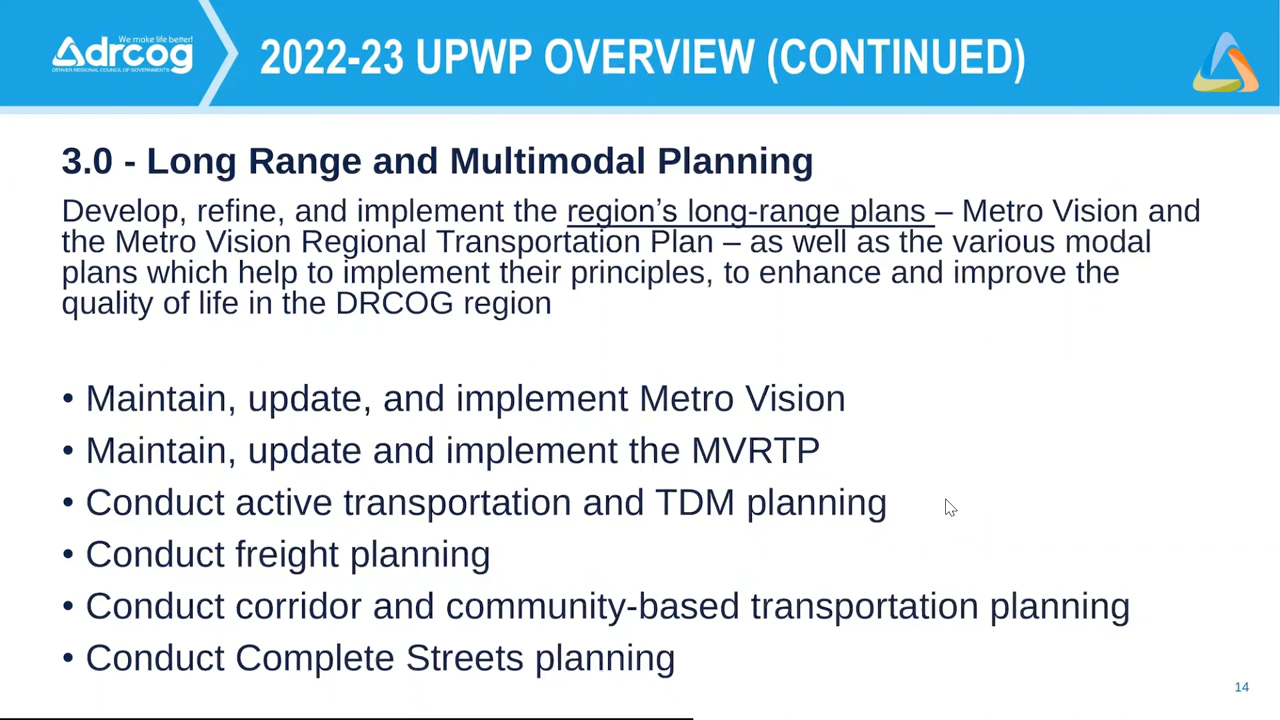 We make life better!
drcog
DENVER REGIONAL COUNCIL OF GOVERNMENTS
2022-23 UPWP OVERVIEW (CONTINUED)
3.0 - Long Range and Multimodal Planning
Develop, refine, and implement the region’s long-range plans – Metro Vision and
the Metro Vision Regional Transportation Plan – as well as the various modal
plans which help to implement their principles, to enhance and improve the
quality of life in the DRCOG region
• Maintain, update, and implement Metro Vision
• Maintain, update and implement the MVRTP
• Conduct active transportation and TDM planning
• Conduct freight planning
• Conduct corridor and community-based transportation planning
• Conduct Complete Streets planning
14